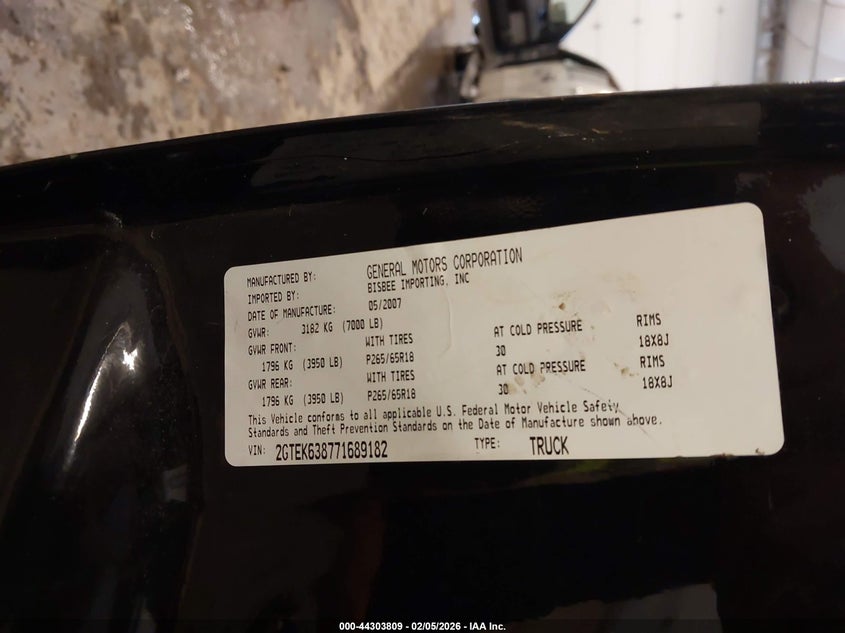 MANUFACTURED BY: GENERAL MOTORS CORPORATION
IMPORTED BY: BISBEE IMPORTING, INC
DATE OF MANUFACTURE: 05/2007
GVWR: 3182 KG (7000 LB)
GVWR FRONT: WITH TIRES AT COLD PRESSURE RIMS
1796 KG (3950 LB) P265/65R18 30 18X8J
GVWR REAR: WITH TIRES AT COLD PRESSURE RIMS
1796 KG (3950 LB) P265/65R18 30 18X8J
This Vehicle conforms to all applicable U.S. Federal Motor Vehicle Safety
Standards and Theft Prevention Standards on the Date of Manufacture shown above.
VIN: 2GTEK638771689182 TYPE: TRUCK
000-44303809 - 02/05/2026 - IAA Inc.